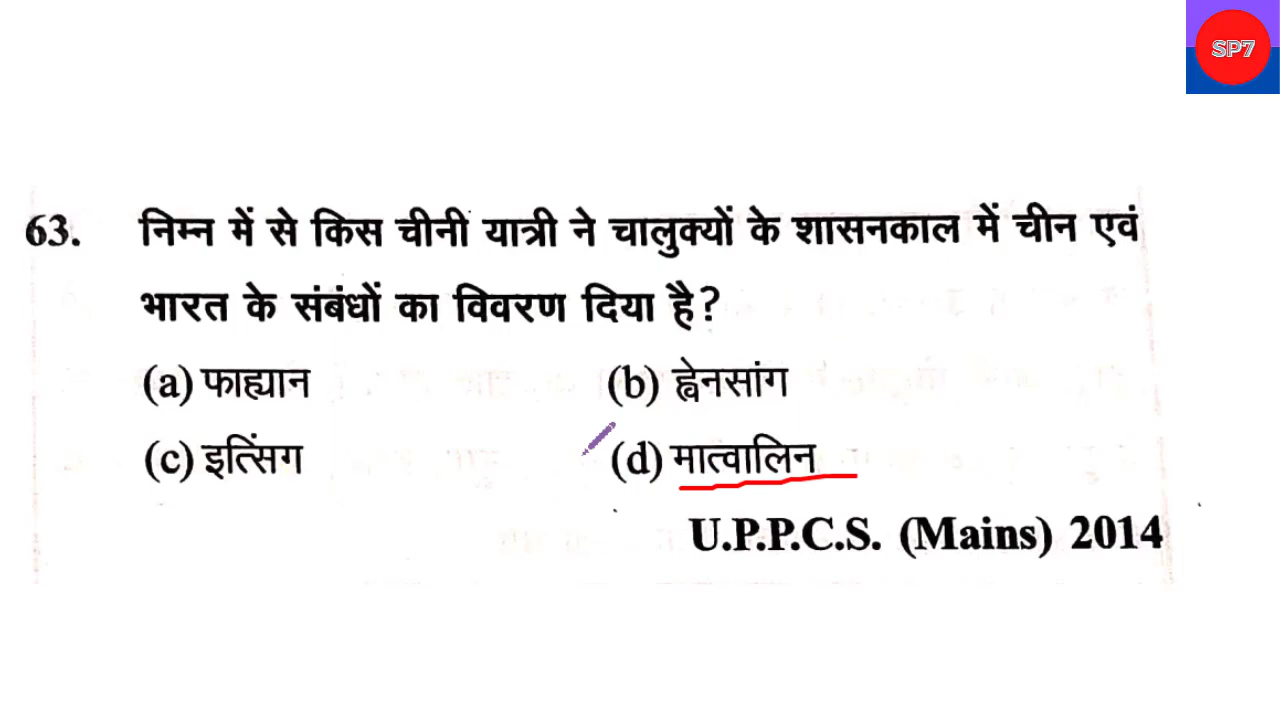 SP7
63. निम्न में से किस चीनी यात्री ने चालुक्यों के शासनकाल में चीन एवं
भारत के संबंधों का विवरण दिया है?
(a) फाह्यान (b) ह्वेनसांग
(c) इत्सिंग (d) मात्वालिन
U.P.P.C.S. (Mains) 2014